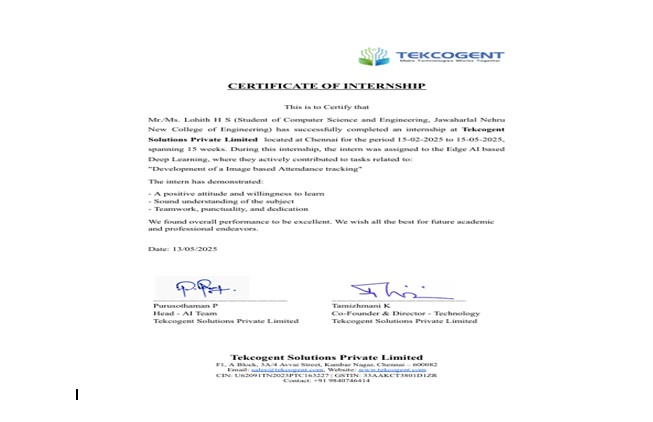 TEKCOGENT
Make Technologies Works Together
CERTIFICATE OF INTERNSHIP
This is to Certify that
Mr./Ms. Lohith H S (Student of Computer Science and Engineering, Jawaharlal Nehru
New College of Engineering) has successfully completed an internship at Tekcogent
Solutions Private Limited located at Chennai for the period 15-02-2025 to 15-05-2025,
spanning 15 weeks. During this internship, the intern was assigned to the Edge AI based
Deep Learning, where they actively contributed to tasks related to:
"Development of a Image based Attendance tracking"
The intern has demonstrated:
- A positive attitude and willingness to learn
- Sound understanding of the subject
- Teamwork, punctuality, and dedication
We found overall performance to be excellent. We wish all the best for future academic
and professional endeavors.
Date: 13/05/2025
Purusothaman P
Head - AI Team
Tekcogent Solutions Private Limited
Tamizhmani K
Co-Founder & Director - Technology
Tekcogent Solutions Private Limited
Tekcogent Solutions Private Limited
F1, A Block, 3A/4 Avvai Street, Kambar Nagar, Chennai – 600082
Email: sales@tekcogent.com, Website: www.tekcogent.com
CIN: U62091TN2023PTC163227 | GSTIN: 33AAKCT3801D1ZR
Contact: +91 9840746414